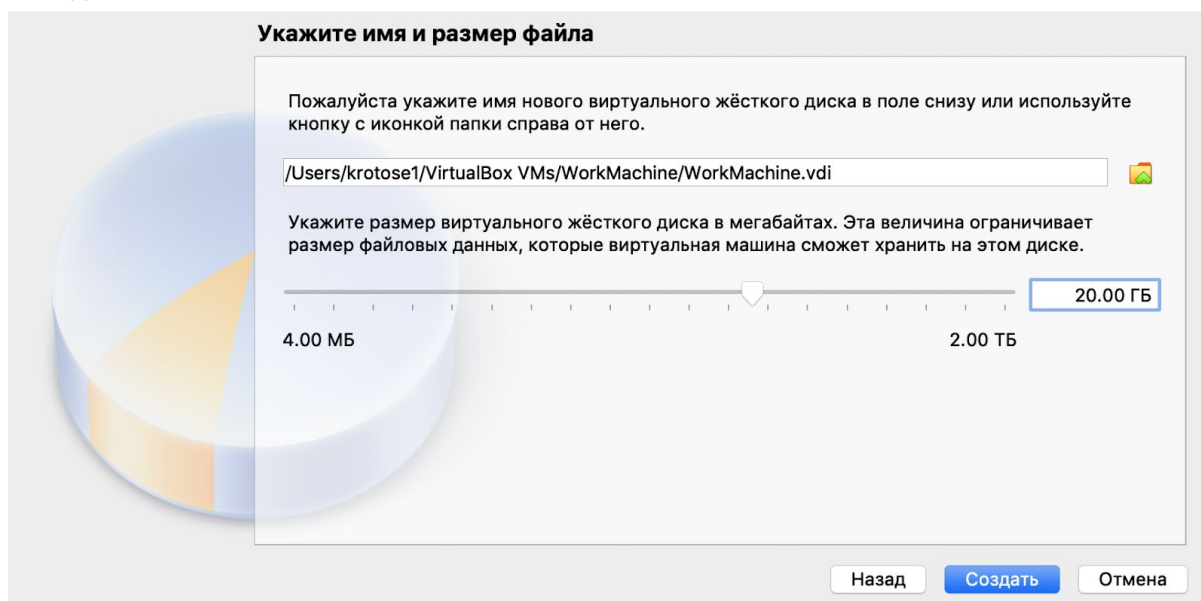 Укажите имя и размер файла
Пожалуйста укажите имя нового виртуального жёсткого диска в поле снизу или используйте
кнопку с иконкой папки справа от него.
/Users/krotose1/VirtualBox VMs/WorkMachine/WorkMachine.vdi
Укажите размер виртуального жёсткого диска в мегабайтах. Эта величина ограничивает
размер файловых данных, которые виртуальная машина сможет хранить на этом диске.
20.00 ГБ
4.00 МБ
2.00 ТБ
Назад
Создать
Отмена